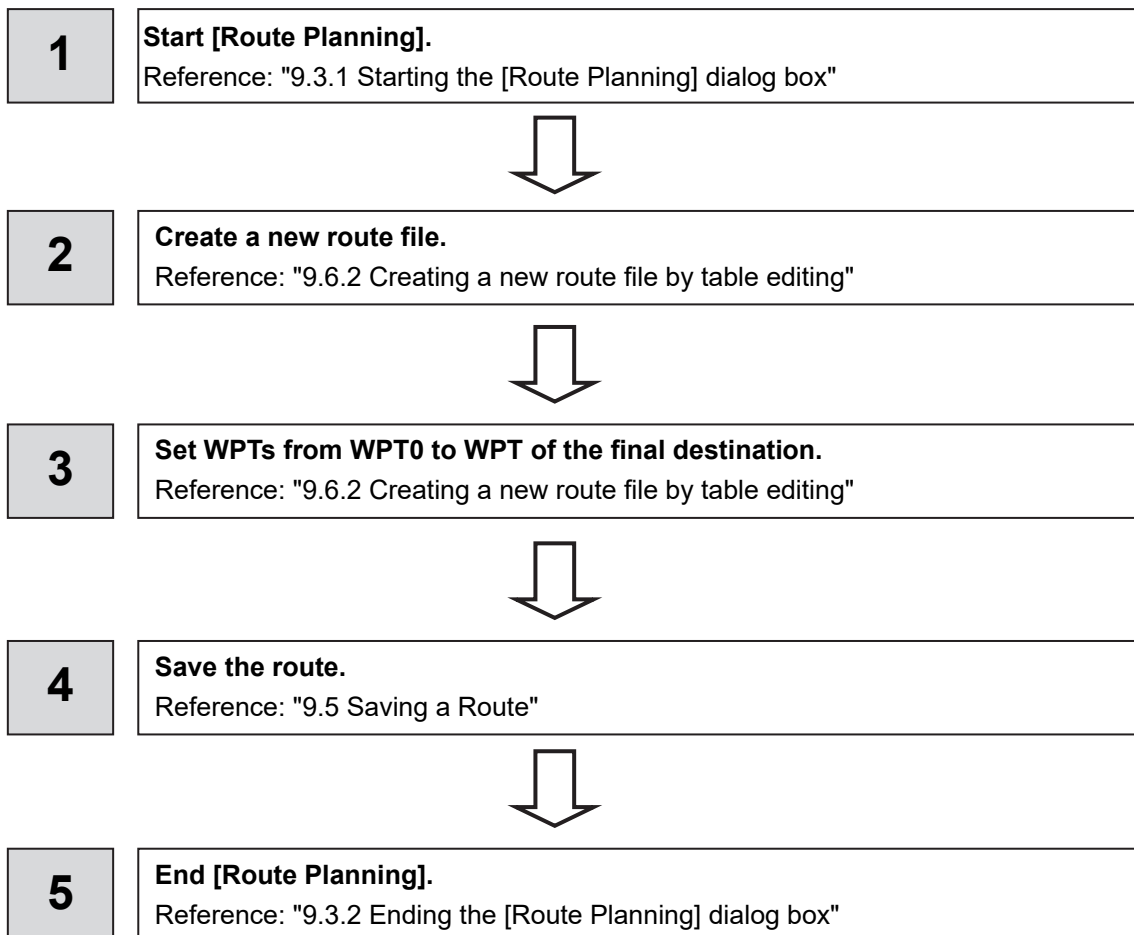 1
Start [Route Planning].
Reference: "9.3.1 Starting the [Route Planning] dialog box"
2
Create a new route file.
Reference: "9.6.2 Creating a new route file by table editing"
3
Set WPTs from WPT0 to WPT of the final destination.
Reference: "9.6.2 Creating a new route file by table editing"
4
Save the route.
Reference: "9.5 Saving a Route"
5
End [Route Planning].
Reference: "9.3.2 Ending the [Route Planning] dialog box"